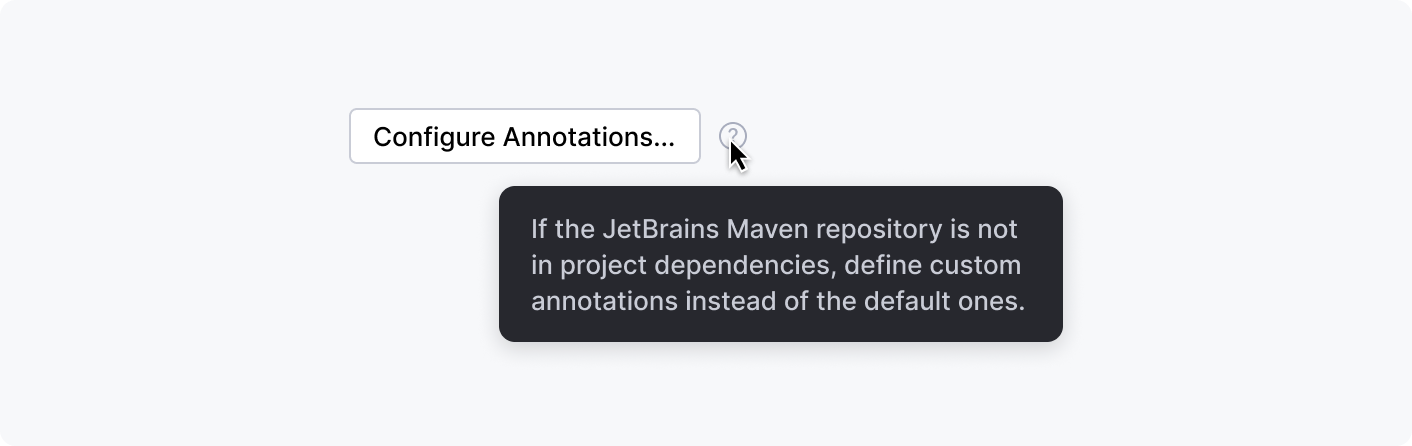 Configure Annotations...
?
If the JetBrains Maven repository is not
in project dependencies, define custom
annotations instead of the default ones.